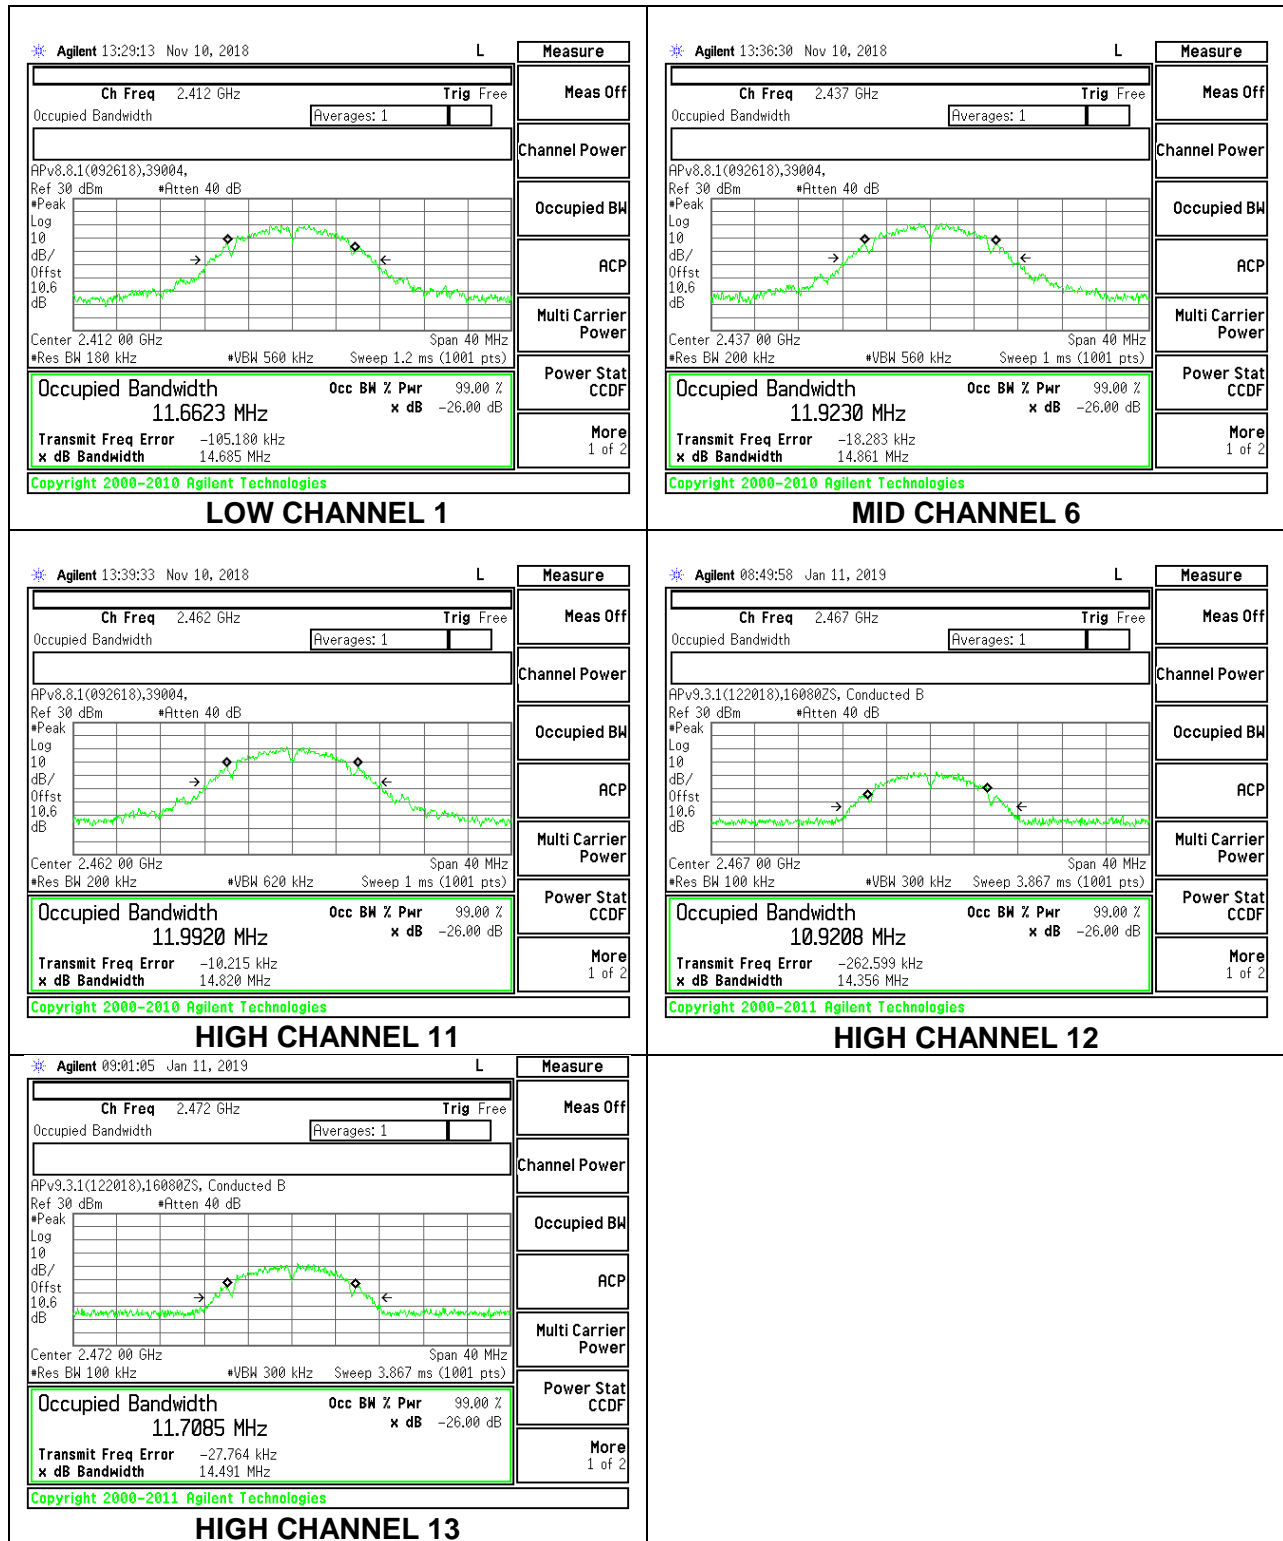 Agilent 13:29:13 Nov 10, 2018 L
Measure
Ch Freq 2.412 GHz Trig Free
Occupied Bandwidth Averages: 1
APv8.8.1(092618),39004,
Ref 30 dBm #Atten 40 dB
#Peak
Log
10
dB/
Offst
10.6
dB
Center 2.412 00 GHz Span 40 MHz
#Res BW 180 kHz #VBW 560 kHz Sweep 1.2 ms (1001 pts)
Occupied Bandwidth Occ BW % Pwr 99.00 %
11.6623 MHz x dB -26.00 dB
Transmit Freq Error -105.180 kHz
x dB Bandwidth 14.685 MHz
Copyright 2000-2010 Agilent Technologies
Meas Off
Channel Power
Occupied BW
ACP
Multi Carrier
Power
Power Stat
CCDF
More
1 of 2
LOW CHANNEL 1
Agilent 13:36:30 Nov 10, 2018 L
Measure
Ch Freq 2.437 GHz Trig Free
Occupied Bandwidth Averages: 1
APv8.8.1(092618),39004,
Ref 30 dBm #Atten 40 dB
#Peak
Log
10
dB/
Offst
10.6
dB
Center 2.437 00 GHz Span 40 MHz
#Res BW 200 kHz #VBW 560 kHz Sweep 1 ms (1001 pts)
Occupied Bandwidth Occ BW % Pwr 99.00 %
11.9230 MHz x dB -26.00 dB
Transmit Freq Error -18.283 kHz
x dB Bandwidth 14.861 MHz
Copyright 2000-2010 Agilent Technologies
Meas Off
Channel Power
Occupied BW
ACP
Multi Carrier
Power
Power Stat
CCDF
More
1 of 2
MID CHANNEL 6
Agilent 13:39:33 Nov 10, 2018 L
Measure
Ch Freq 2.462 GHz Trig Free
Occupied Bandwidth Averages: 1
APv8.8.1(092618),39004,
Ref 30 dBm #Atten 40 dB
#Peak
Log
10
dB/
Offst
10.6
dB
Center 2.462 00 GHz Span 40 MHz
#Res BW 200 kHz #VBW 620 kHz Sweep 1 ms (1001 pts)
Occupied Bandwidth Occ BW % Pwr 99.00 %
11.9920 MHz x dB -26.00 dB
Transmit Freq Error -10.215 kHz
x dB Bandwidth 14.820 MHz
Copyright 2000-2010 Agilent Technologies
Meas Off
Channel Power
Occupied BW
ACP
Multi Carrier
Power
Power Stat
CCDF
More
1 of 2
HIGH CHANNEL 11
Agilent 08:49:58 Jan 11, 2019 L
Measure
Ch Freq 2.467 GHz Trig Free
Occupied Bandwidth Averages: 1
APv9.3.1(122018),16080ZS, Conducted B
Ref 30 dBm #Atten 40 dB
#Peak
Log
10
dB/
Offst
10.6
dB
Center 2.467 00 GHz Span 40 MHz
#Res BW 100 kHz #VBW 300 kHz Sweep 3.867 ms (1001 pts)
Occupied Bandwidth Occ BW % Pwr 99.00 %
10.9208 MHz x dB -26.00 dB
Transmit Freq Error -262.599 kHz
x dB Bandwidth 14.356 MHz
Copyright 2000-2011 Agilent Technologies
Meas Off
Channel Power
Occupied BW
ACP
Multi Carrier
Power
Power Stat
CCDF
More
1 of 2
HIGH CHANNEL 12
Agilent 09:01:05 Jan 11, 2019 L
Measure
Ch Freq 2.472 GHz Trig Free
Occupied Bandwidth Averages: 1
APv9.3.1(122018),16080ZS, Conducted B
Ref 30 dBm #Atten 40 dB
#Peak
Log
10
dB/
Offst
10.6
dB
Center 2.472 00 GHz Span 40 MHz
#Res BW 100 kHz #VBW 300 kHz Sweep 3.867 ms (1001 pts)
Occupied Bandwidth Occ BW % Pwr 99.00 %
11.7085 MHz x dB -26.00 dB
Transmit Freq Error -27.764 kHz
x dB Bandwidth 14.491 MHz
Copyright 2000-2011 Agilent Technologies
Meas Off
Channel Power
Occupied BW
ACP
Multi Carrier
Power
Power Stat
CCDF
More
1 of 2
HIGH CHANNEL 13